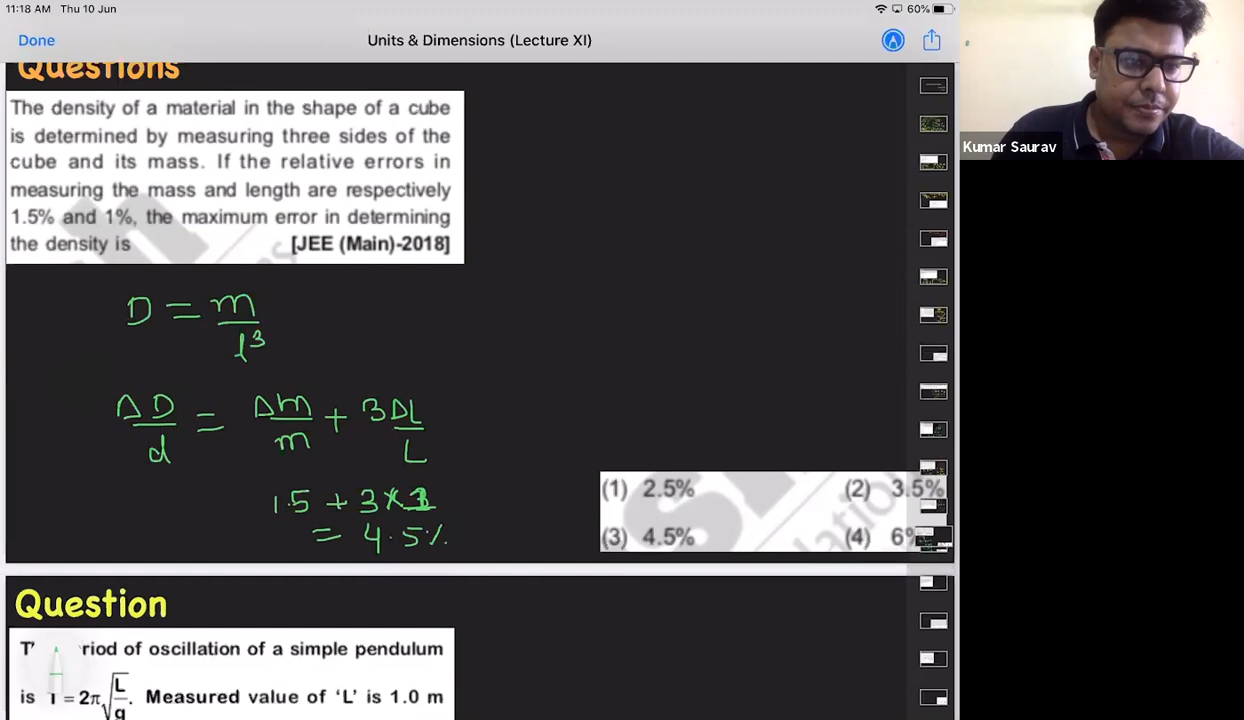 11:18 AM Thu 10 Jun
60%
Done
Units & Dimensions (Lecture XI)
Questions
The density of a material in the shape of a cube
is determined by measuring three sides of the
cube and its mass. If the relative errors in
measuring the mass and length are respectively
1.5% and 1%, the maximum error in determining
the density is [JEE (Main)-2018]
D = m/l³
ΔD/d = Δm/m + 3ΔL/L
1.5 + 3×1
= 4.5%
(1) 2.5% (2) 3.5%
(3) 4.5% (4) 6%
Question
riod of oscillation of a simple pendulum
is T = 2π√(L/g). Measured value of 'L' is 1.0 m
Kumar Saurav